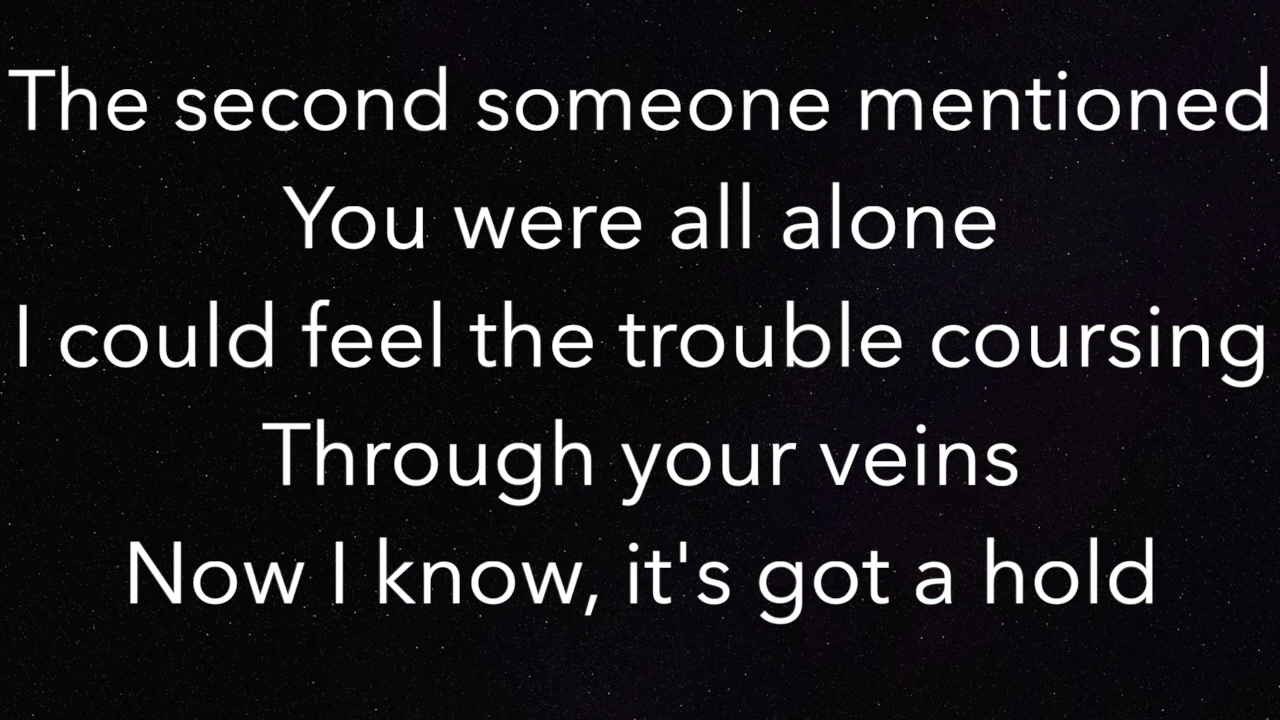 The second someone mentioned
You were all alone
I could feel the trouble coursing
Through your veins
Now I know, it's got a hold